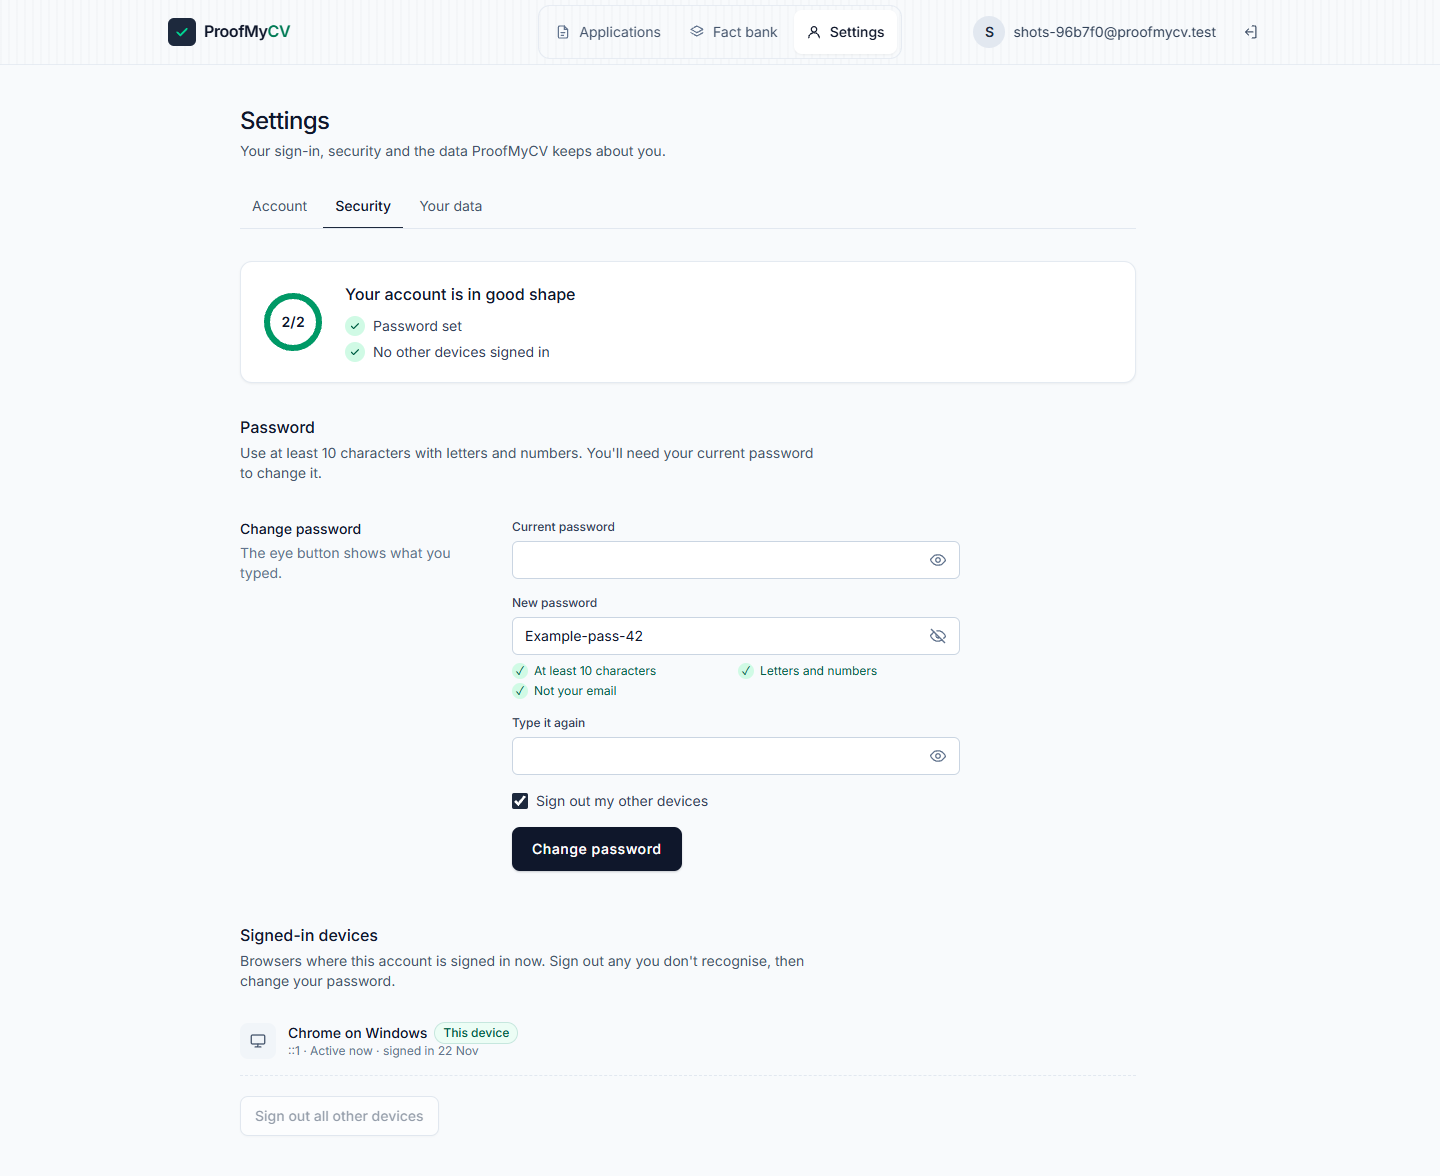 ProofMyCV
Applications
Fact bank
Settings
S
shots-96b7f0@proofmycv.test
Settings
Your sign-in, security and the data ProofMyCV keeps about you.
Account
Security
Your data
2/2
Your account is in good shape
Password set
No other devices signed in
Password
Use at least 10 characters with letters and numbers. You'll need your current password
to change it.
Change password
The eye button shows what you
typed.
Current password
New password
Example-pass-42
At least 10 characters
Letters and numbers
Not your email
Type it again
Sign out my other devices
Change password
Signed-in devices
Browsers where this account is signed in now. Sign out any you don't recognise, then
change your password.
Chrome on Windows
This device
::1 · Active now · signed in 22 Nov
Sign out all other devices